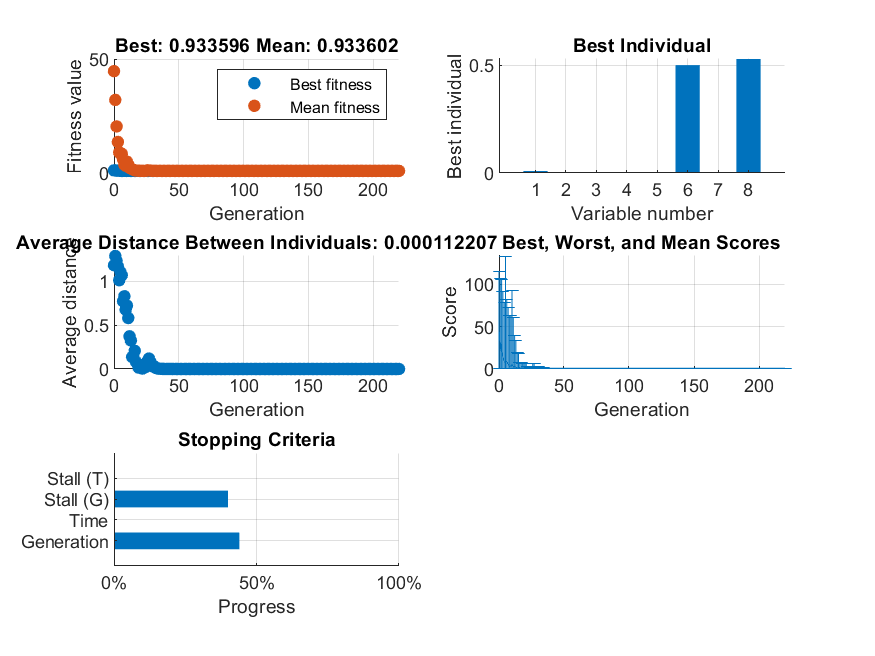 Best: 0.933596 Mean: 0.933602
Fitness value
50
0
Best fitness
Mean fitness
0 50 100 150 200
Generation
Best Individual
Best individual
0.5
0
1 2 3 4 5 6 7 8
Variable number
Average Distance Between Individuals: 0.000112207
Average distance
1
0.5
0
0 50 100 150 200
Generation
Best, Worst, and Mean Scores
Score
100
50
0
0 50 100 150 200
Generation
Stopping Criteria
Stall (T)
Stall (G)
Time
Generation
0% 50% 100%
Progress